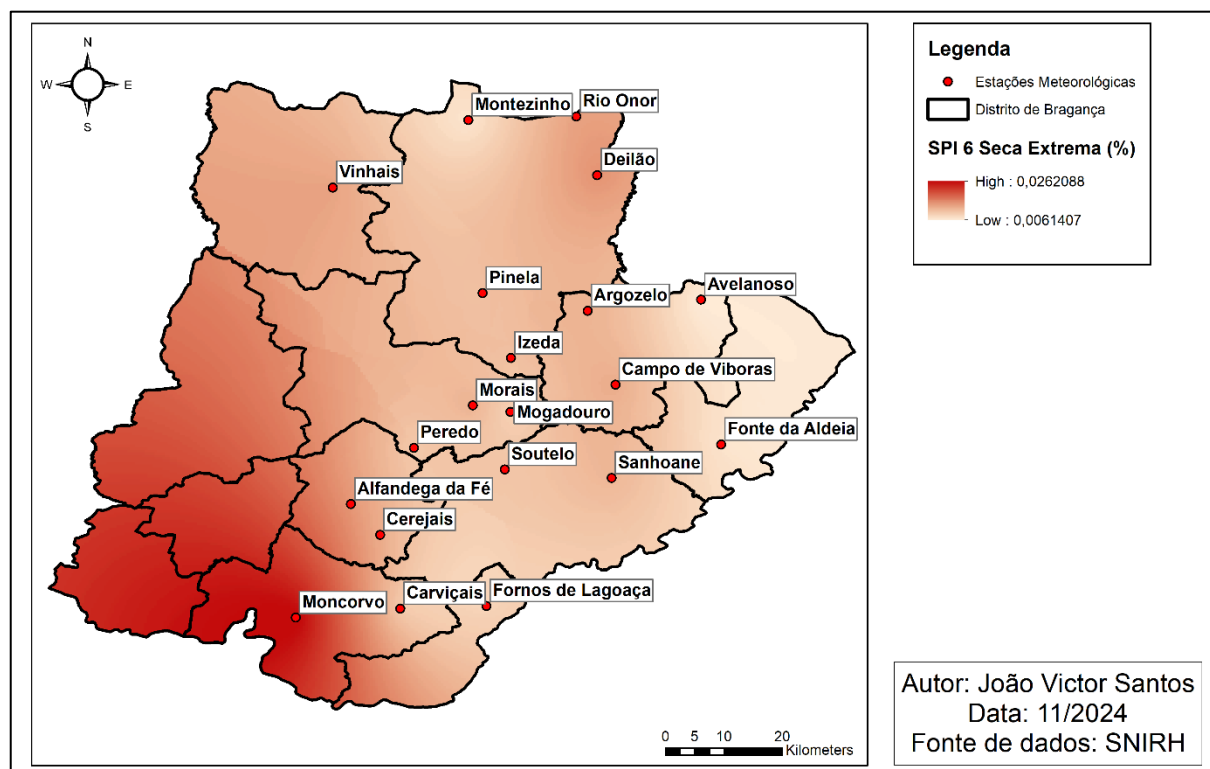 N
W E
S
Montezinho
Rio Onor
Deilão
Vinhais
Pinela
Argozelo
Avelanoso
Izeda
Campo de Viboras
Morais
Mogadouro
Peredo
Fonte da Aldeia
Soutelo
Sanhoane
Alfandega da Fé
Cerejais
Carviçais
Fornos de Lagoaça
Moncorvo
0 5 10 20
Kilometers
Legenda
Estações Meteorológicas
Distrito de Bragança
SPI 6 Seca Extrema (%)
High : 0,0262088
Low : 0,0061407
Autor: João Victor Santos
Data: 11/2024
Fonte de dados: SNIRH